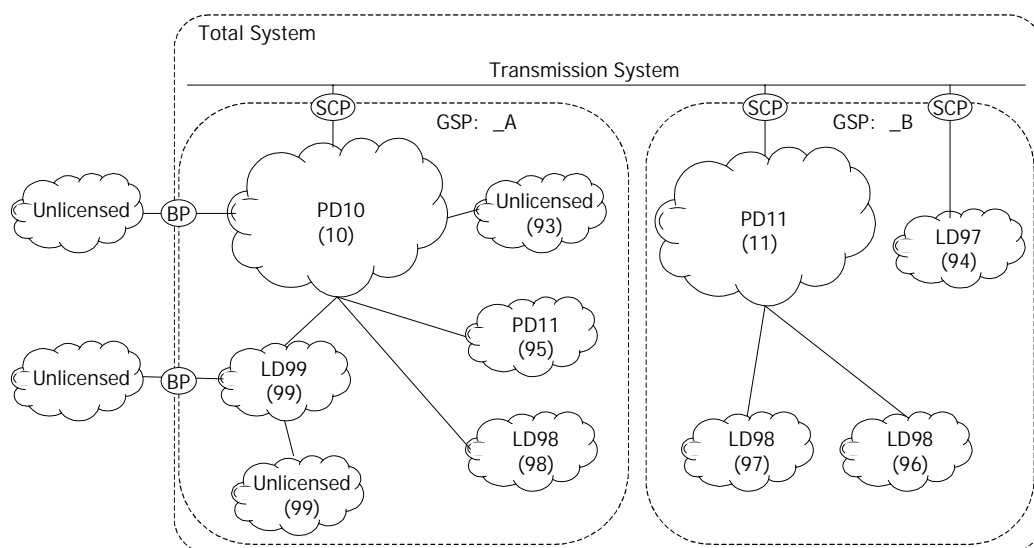 Total System
Transmission System
SCP
SCP
SCP
GSP: _A
GSP: _B
Unlicensed
BP
PD10
(10)
Unlicensed
(93)
PD11
(11)
LD97
(94)
PD11
(95)
Unlicensed
BP
LD99
(99)
LD98
(98)
LD98
(97)
LD98
(96)
Unlicensed
(99)